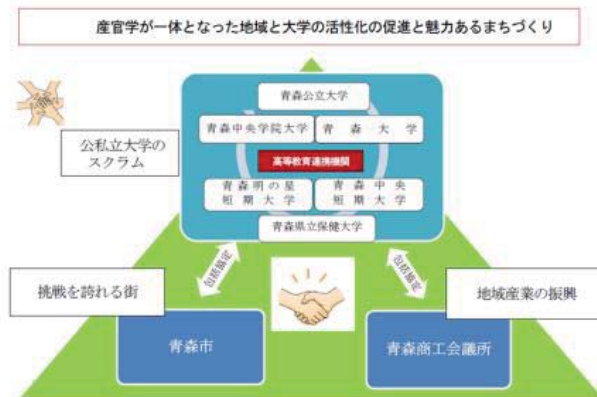 産官学が一体となった地域と大学の活性化の促進と魅力あるまちづくり
青森公立大学
青森中央学院大学
青森大学
公私立大学の
スクラム
高等教育連携機関
青森明の星
短期大学
青森中央
短期大学
青森県立保健大学
包括協定
包括協定
挑戦を誇れる街
地域産業の振興
青森市
青森商工会議所